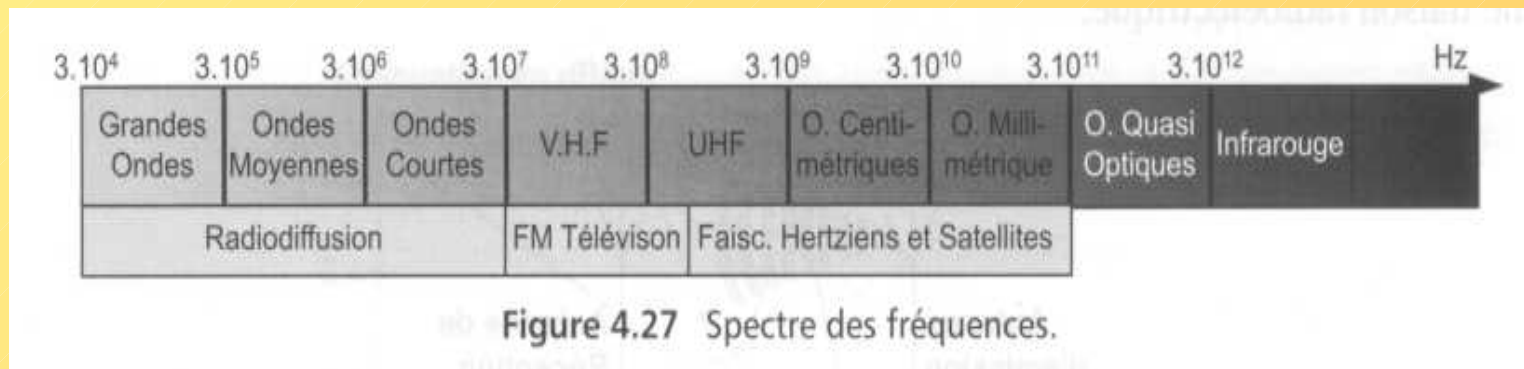 3.10⁴ 3.10⁵ 3.10⁶ 3.10⁷ 3.10⁸ 3.10⁹ 3.10¹⁰ 3.10¹¹ 3.10¹² Hz
Grandes Ondes Ondes V.H.F UHF O. Centi- O. Milli- O. Quasi Infrarouge
Ondes Moyennes Courtes métriques métrique Optiques
Radiodiffusion FM Télévison Faisc. Hertziens et Satellites
Figure 4.27 Spectre des fréquences.